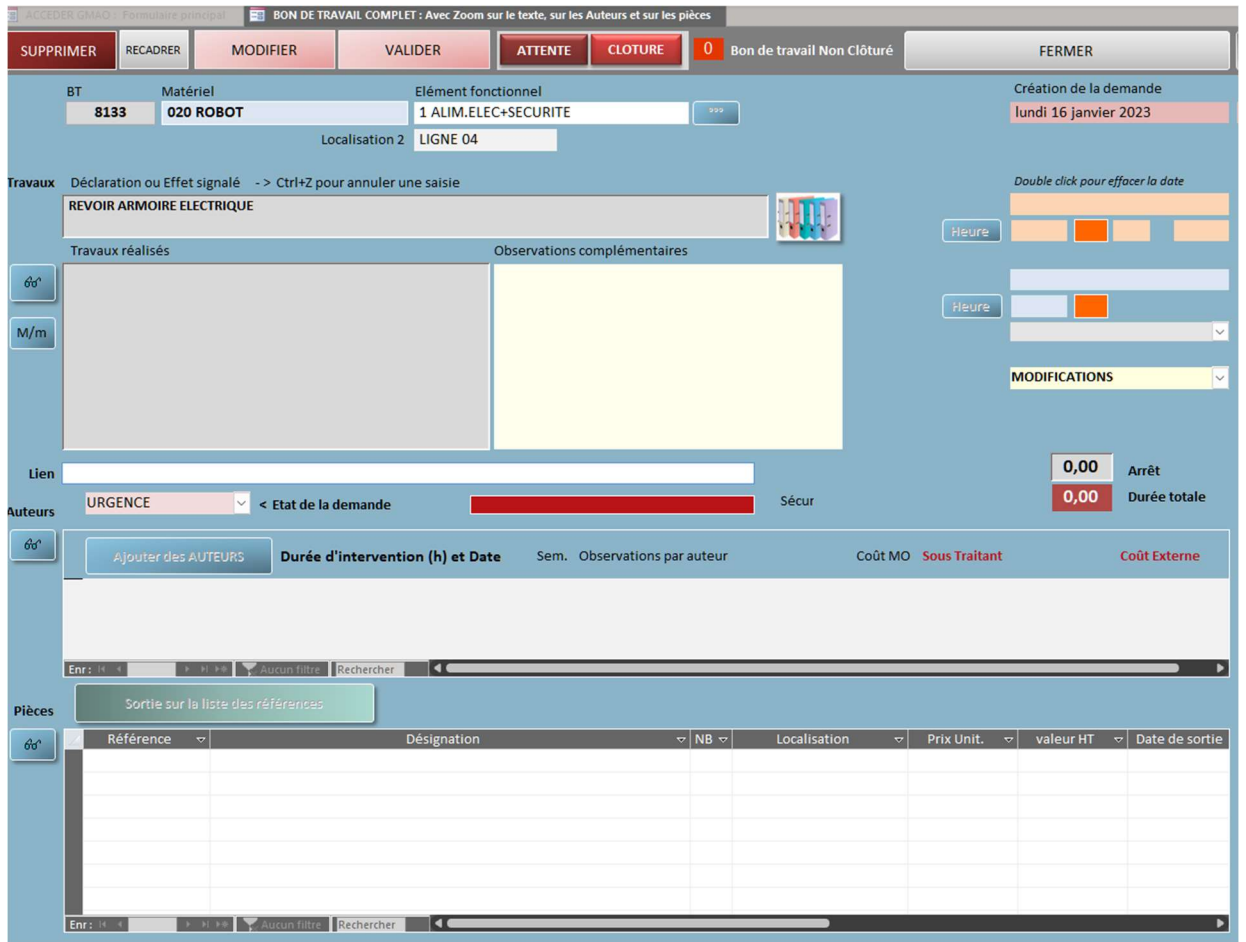 ACCEDER GMAO : Formulaire principal
BON DE TRAVAIL COMPLET : Avec Zoom sur le texte, sur les Auteurs et sur les pièces
SUPPRIMER RECADRER MODIFIER VALIDER ATTENTE CLOTURE 0 Bon de travail Non Clôturé FERMER
BT Matériel Elément fonctionnel Création de la demande
8133 020 ROBOT 1 ALIM.ELEC+SECURITE °°° lundi 16 janvier 2023
Localisation 2 LIGNE 04
Travaux Déclaration ou Effet signalé - > Ctrl+Z pour annuler une saisie Double click pour effacer la date
REVOIR ARMOIRE ELECTRIQUE
Heure
Travaux réalisés Observations complémentaires
Heure
M/m
MODIFICATIONS
0,00 Arrêt
Lien
URGENCE < Etat de la demande Sécur 0,00 Durée totale
Auteurs
Ajouter des AUTEURS Durée d'intervention (h) et Date Sem. Observations par auteur Coût MO Sous Traitant Coût Externe
Enr : Aucun filtre Rechercher
Sortie sur la liste des références
Pièces
Référence Désignation NB Localisation Prix Unit. valeur HT Date de sortie
Enr : Aucun filtre Rechercher